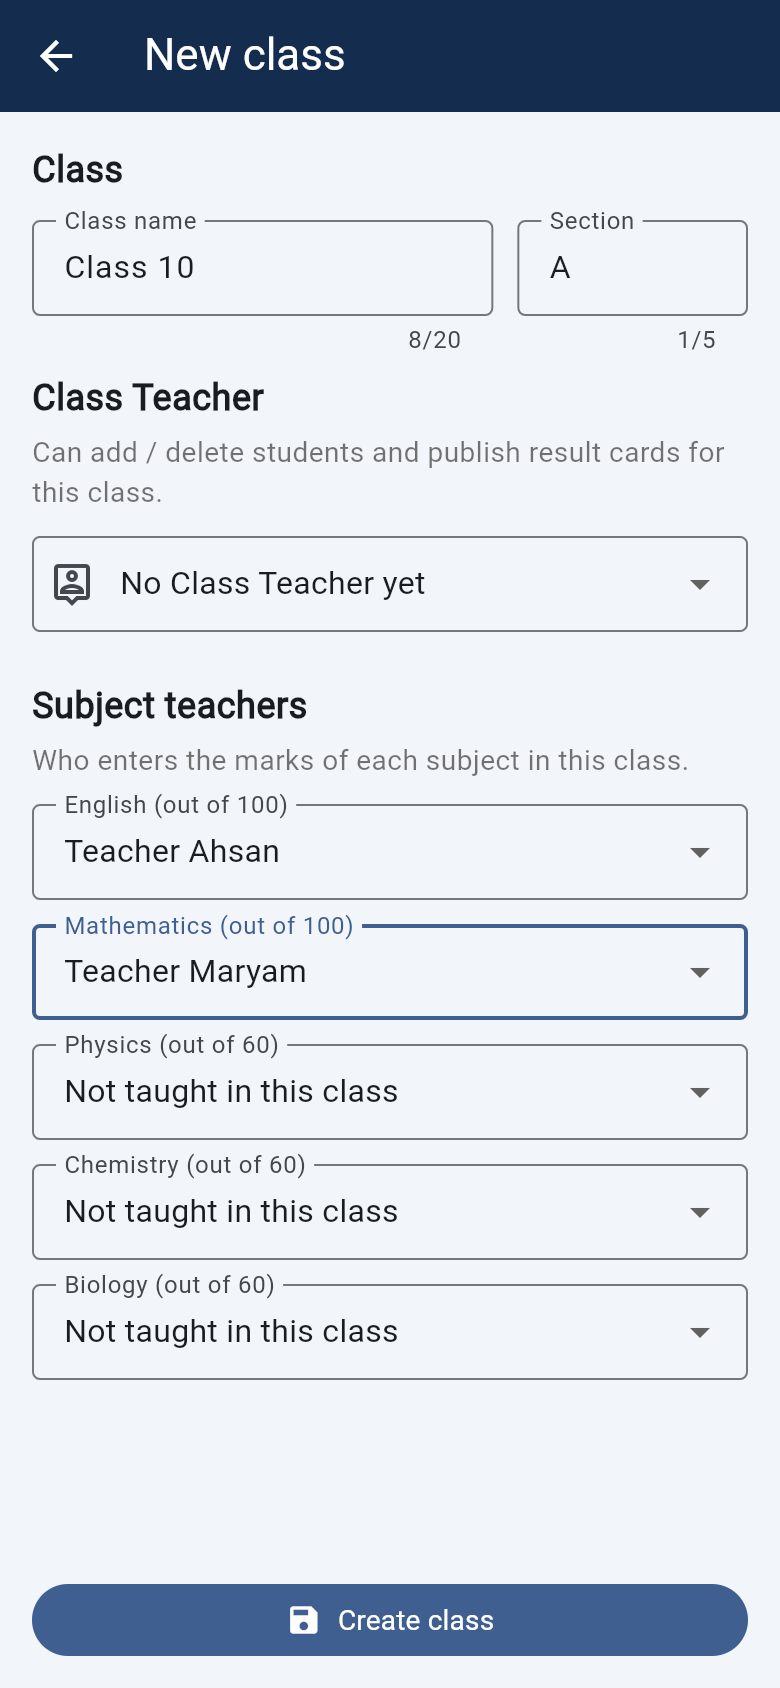 New class
Class
Class name
Section
Class 10
A
8/20
1/5
Class Teacher
Can add / delete students and publish result cards for
this class.
No Class Teacher yet
Subject teachers
Who enters the marks of each subject in this class.
English (out of 100)
Teacher Ahsan
Mathematics (out of 100)
Teacher Maryam
Physics (out of 60)
Not taught in this class
Chemistry (out of 60)
Not taught in this class
Biology (out of 60)
Not taught in this class
Create class